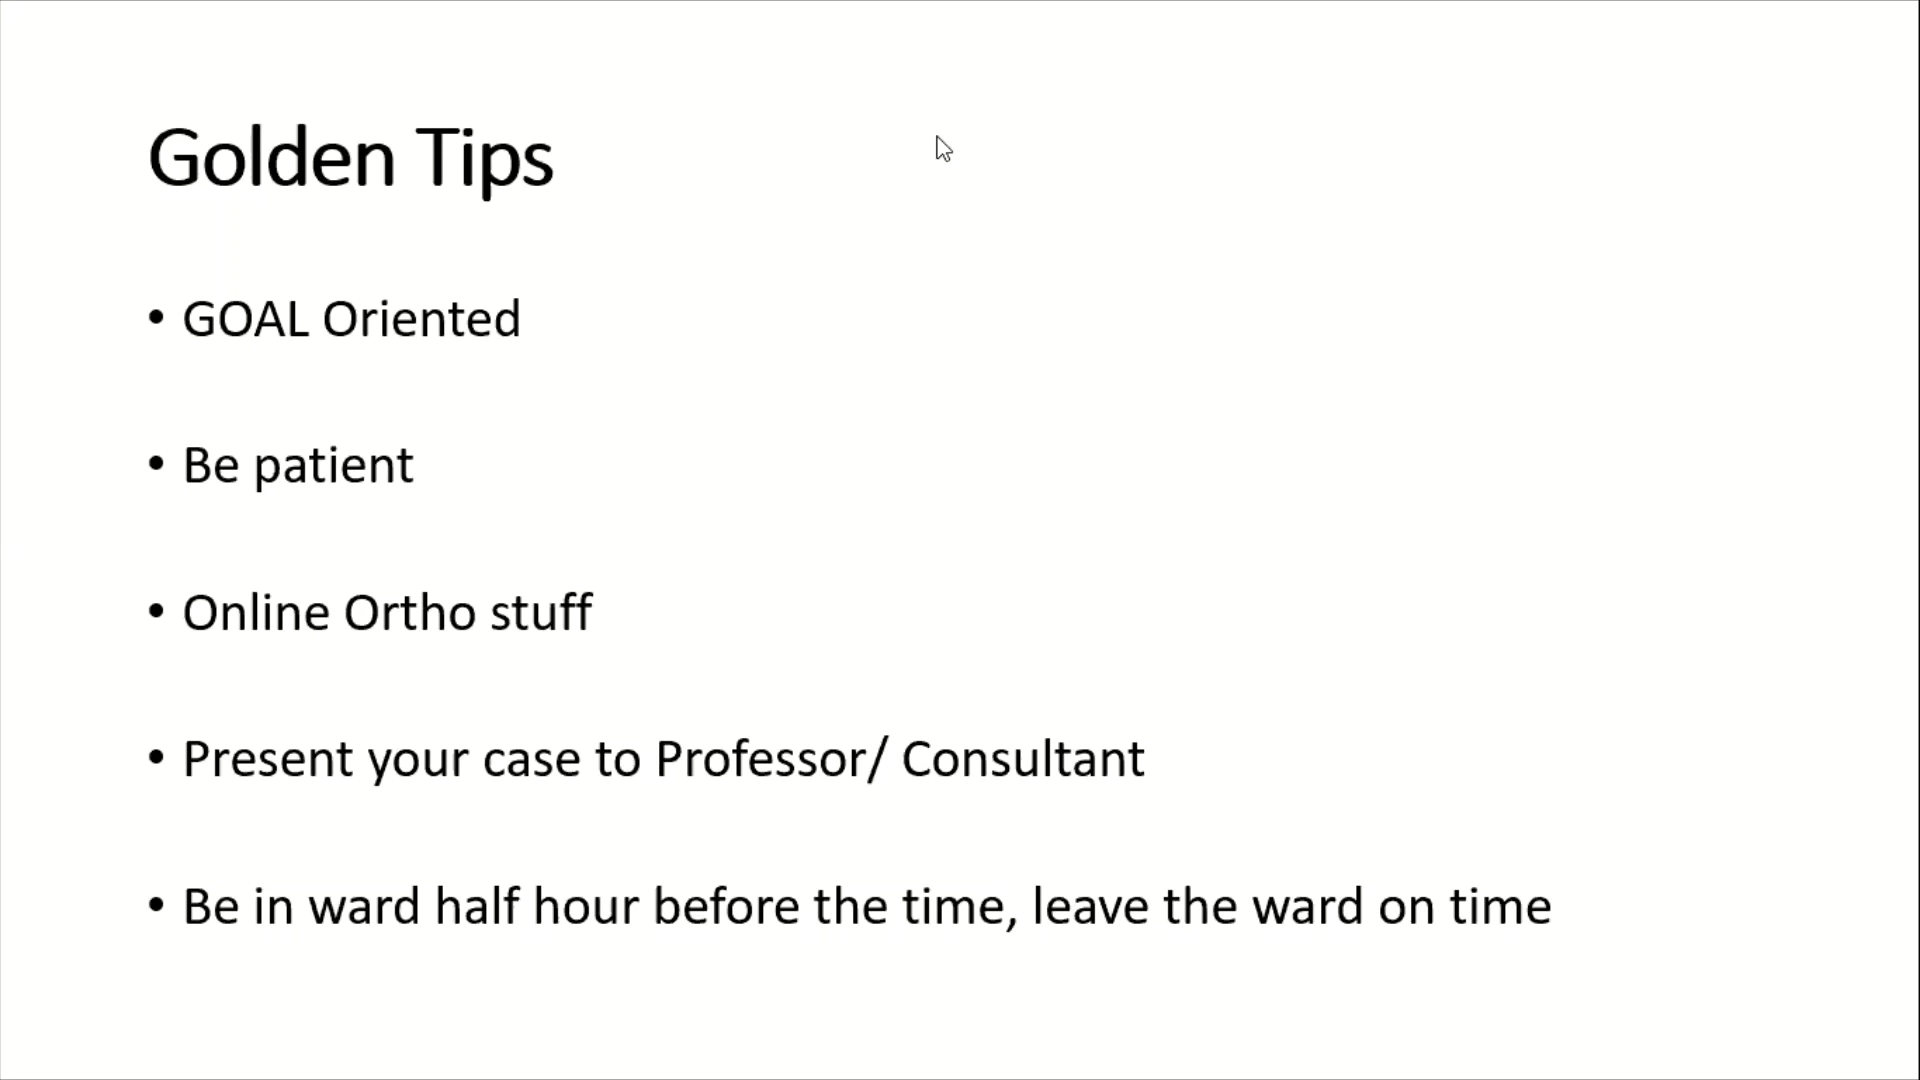 Golden Tips
• GOAL Oriented
• Be patient
• Online Ortho stuff
• Present your case to Professor/ Consultant
• Be in ward half hour before the time, leave the ward on time